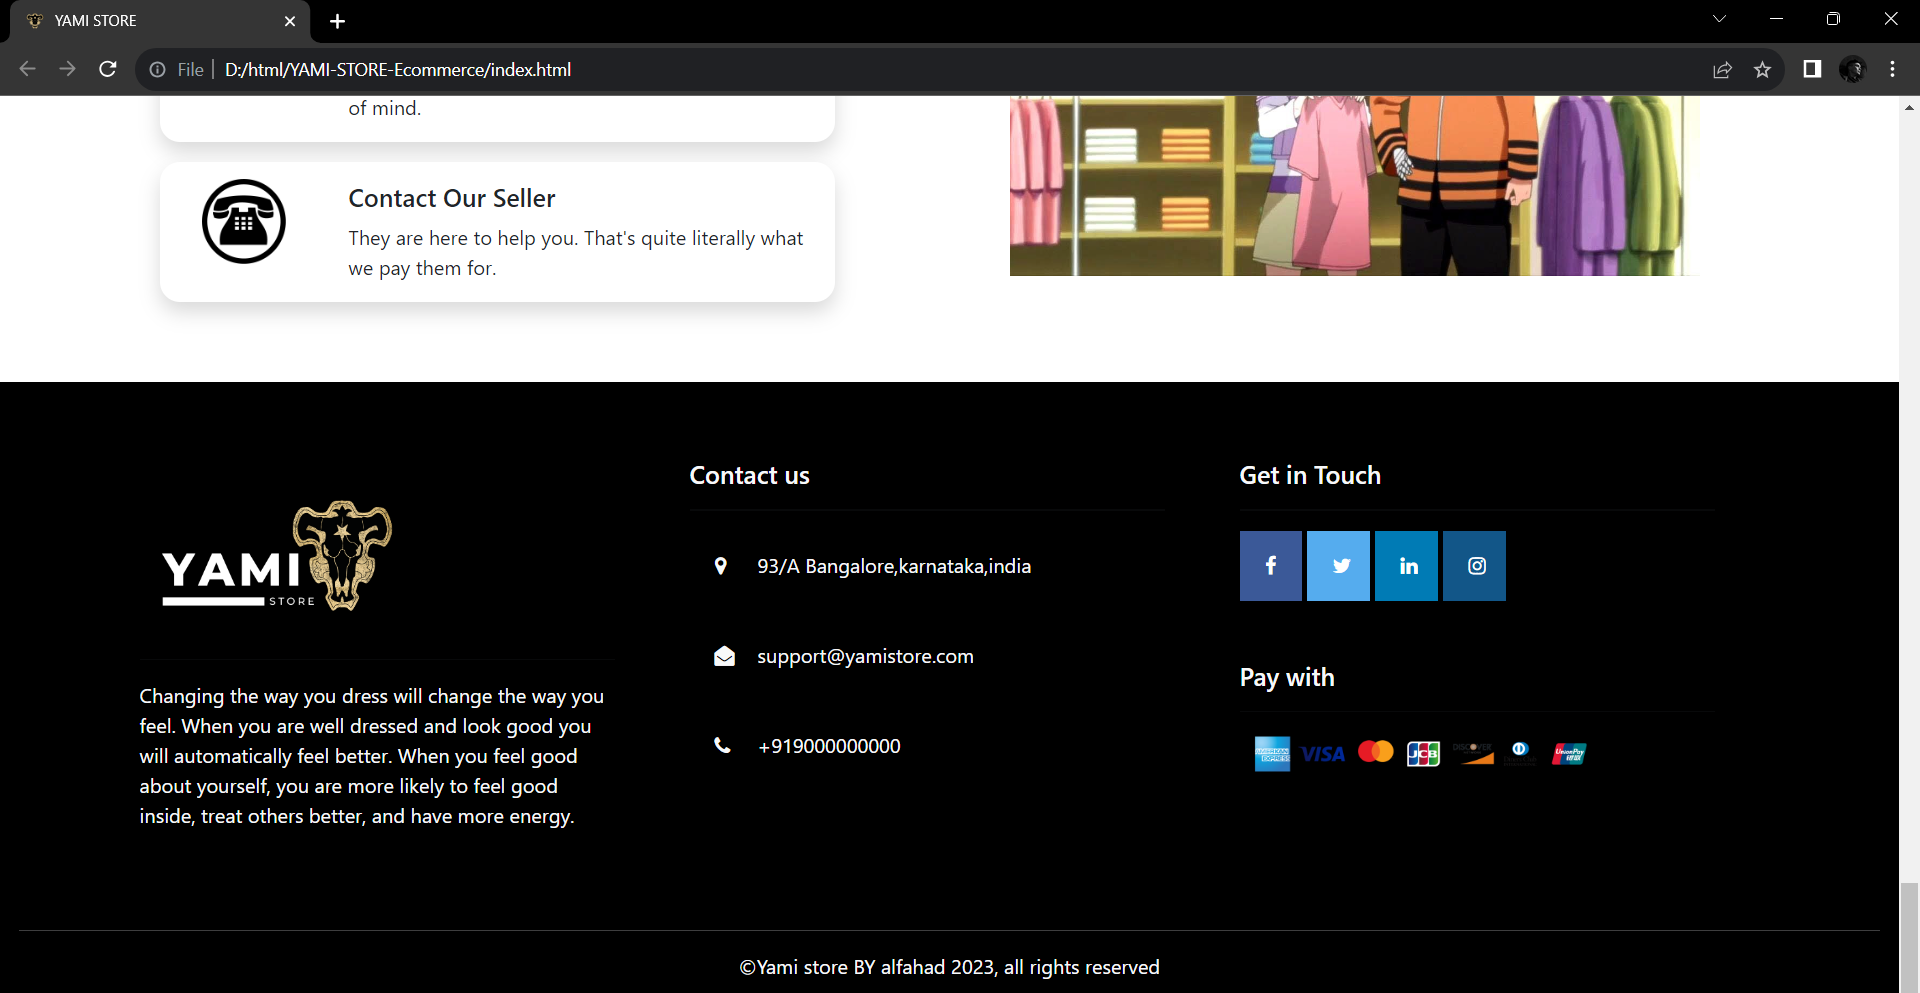 YAMI STORE
File
D:/html/YAMI-STORE-Ecommerce/index.html
of mind.
Contact Our Seller
They are here to help you. That's quite literally what
we pay them for.
YAMI
STORE
Changing the way you dress will change the way you
feel. When you are well dressed and look good you
will automatically feel better. When you feel good
about yourself, you are more likely to feel good
inside, treat others better, and have more energy.
Contact us
93/A Bangalore,karnataka,india
support@yamistore.com
+919000000000
Get in Touch
Pay with
AMERICAN EXPRESS
VISA
JCB
DISCOVER
UnionPay
©Yami store BY alfahad 2023, all rights reserved